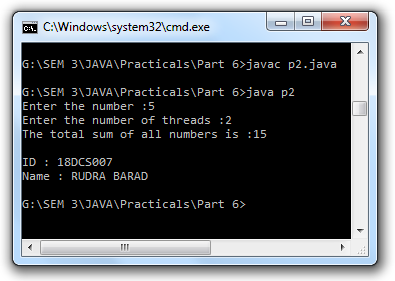 C:\Windows\system32\cmd.exe
G:\SEM 3\JAVA\Practicals\Part 6>javac p2.java
G:\SEM 3\JAVA\Practicals\Part 6>java p2
Enter the number :5
Enter the number of threads :2
The total sum of all numbers is :15
ID : 18DCS007
Name : RUDRA BARAD
G:\SEM 3\JAVA\Practicals\Part 6>